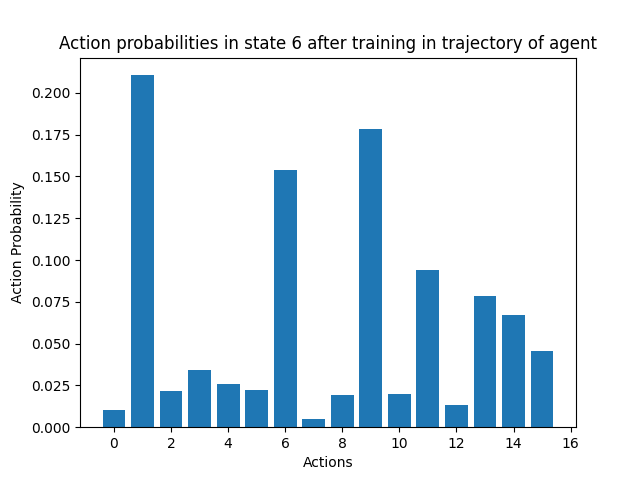 Action probabilities in state 6 after training in trajectory of agent
0.200
0.175
0.150
0.125
0.100
0.075
0.050
0.025
0.000
Action Probability
0 2 4 6 8 10 12 14 16
Actions